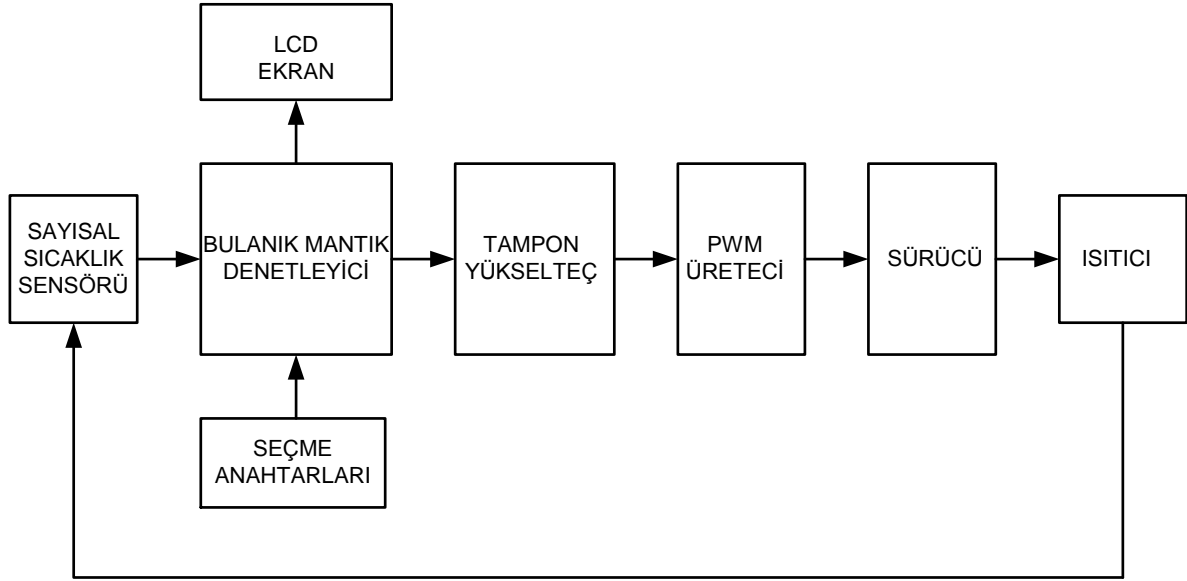 LCD
EKRAN
SAYISAL
SICAKLIK
SENSÖRÜ
BULANIK MANTIK
DENETLEYİCİ
TAMPON
YÜKSELTEÇ
PWM
ÜRETECİ
SÜRÜCÜ
ISITICI
SEÇME
ANAHTARLARI